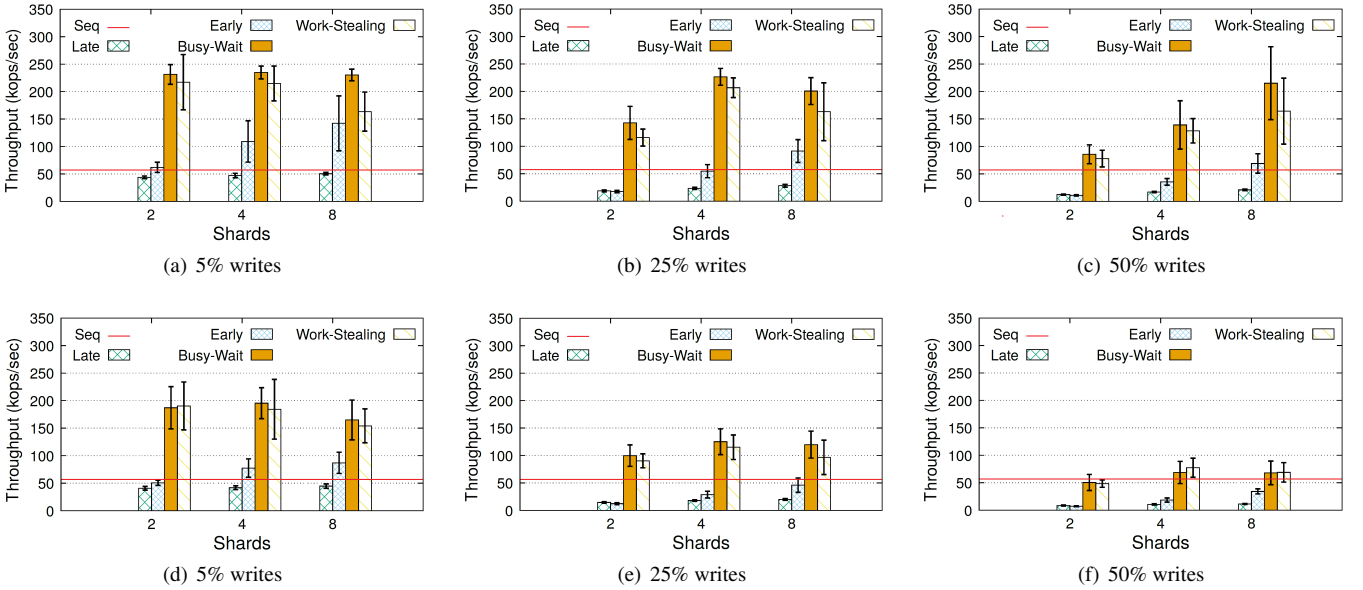 Throughput (kops/sec)
350
300
250
200
150
100
50
0
Seq
Early
Work-Stealing
Late
Busy-Wait
2
4
8
Shards
(a) 5% writes
Throughput (kops/sec)
350
300
250
200
150
100
50
0
Seq
Early
Work-Stealing
Late
Busy-Wait
2
4
8
Shards
(b) 25% writes
Throughput (kops/sec)
350
300
250
200
150
100
50
0
Seq
Early
Work-Stealing
Late
Busy-Wait
2
4
8
Shards
(c) 50% writes
Throughput (kops/sec)
350
300
250
200
150
100
50
0
Seq
Early
Work-Stealing
Late
Busy-Wait
2
4
8
Shards
(d) 5% writes
Throughput (kops/sec)
350
300
250
200
150
100
50
0
Seq
Early
Work-Stealing
Late
Busy-Wait
2
4
8
Shards
(e) 25% writes
Throughput (kops/sec)
350
300
250
200
150
100
50
0
Seq
Early
Work-Stealing
Late
Busy-Wait
2
4
8
Shards
(f) 50% writes